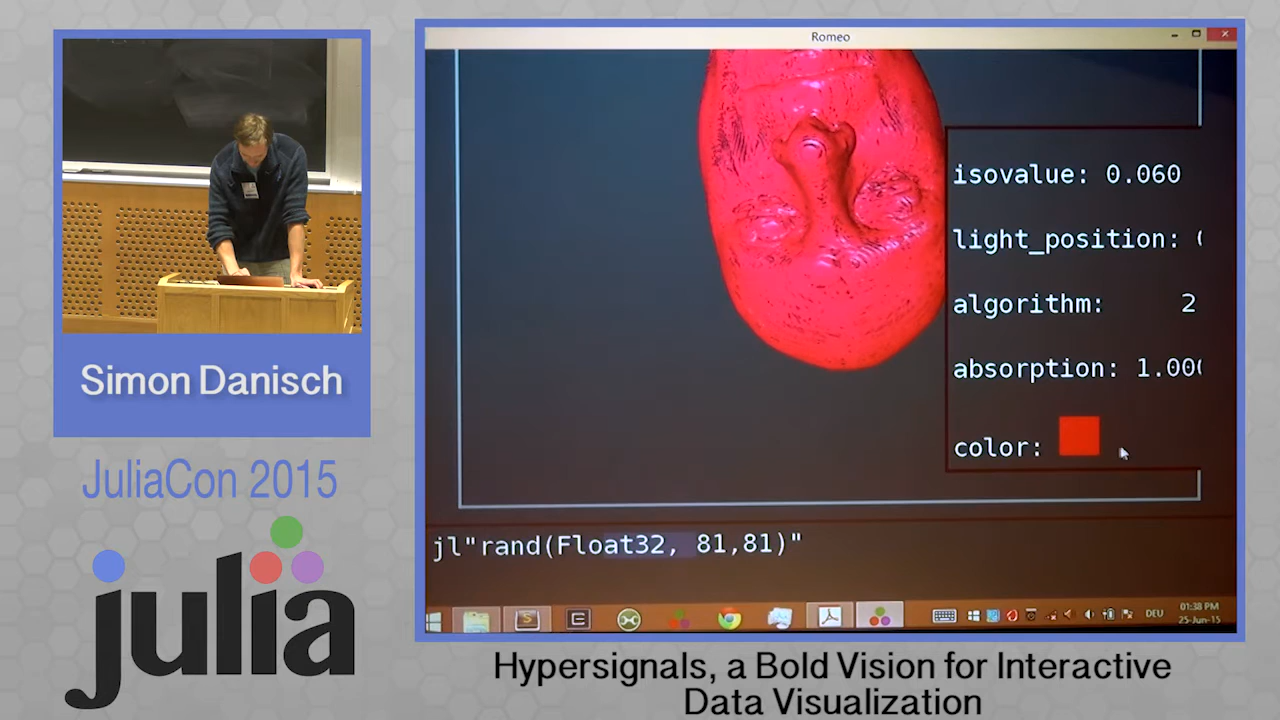 Romeo
isovalue: 0.060
light_position: (
algorithm: 2
absorption: 1.00
color:
jl"rand(Float32, 81,81)"
DEU
01:38 PM
25-Jun-15
Simon Danisch
JuliaCon 2015
julia
Hypersignals, a Bold Vision for Interactive
Data Visualization